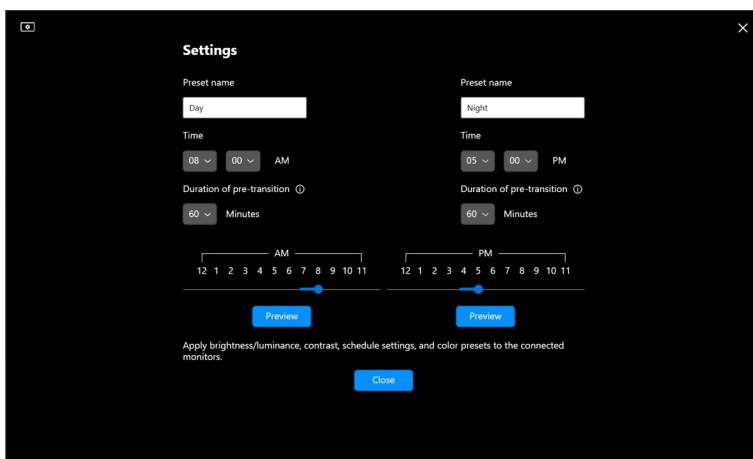 Settings
Preset name Preset name
Day Night
Time Time
08 00 AM 05 00 PM
Duration of pre-transition Duration of pre-transition
60 Minutes 60 Minutes
AM PM
12 1 2 3 4 5 6 7 8 9 10 11 12 1 2 3 4 5 6 7 8 9 10 11
Preview Preview
Apply brightness/luminance, contrast, schedule settings, and color presets to the connected
monitors.
Close